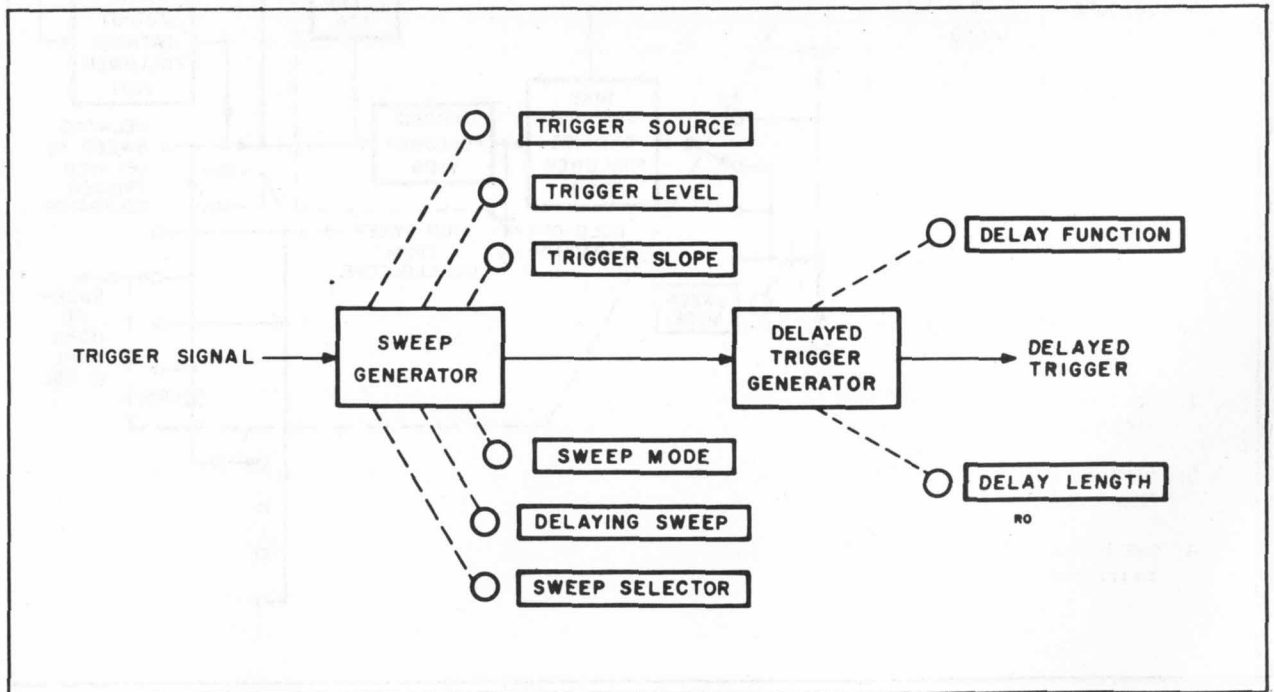 TRIGGER SOURCE
TRIGGER LEVEL
TRIGGER SLOPE
TRIGGER SIGNAL
SWEEP
GENERATOR
SWEEP MODE
DELAYING SWEEP
SWEEP SELECTOR
DELAY FUNCTION
DELAYED
TRIGGER
GENERATOR
DELAYED
TRIGGER
DELAY LENGTH
RO